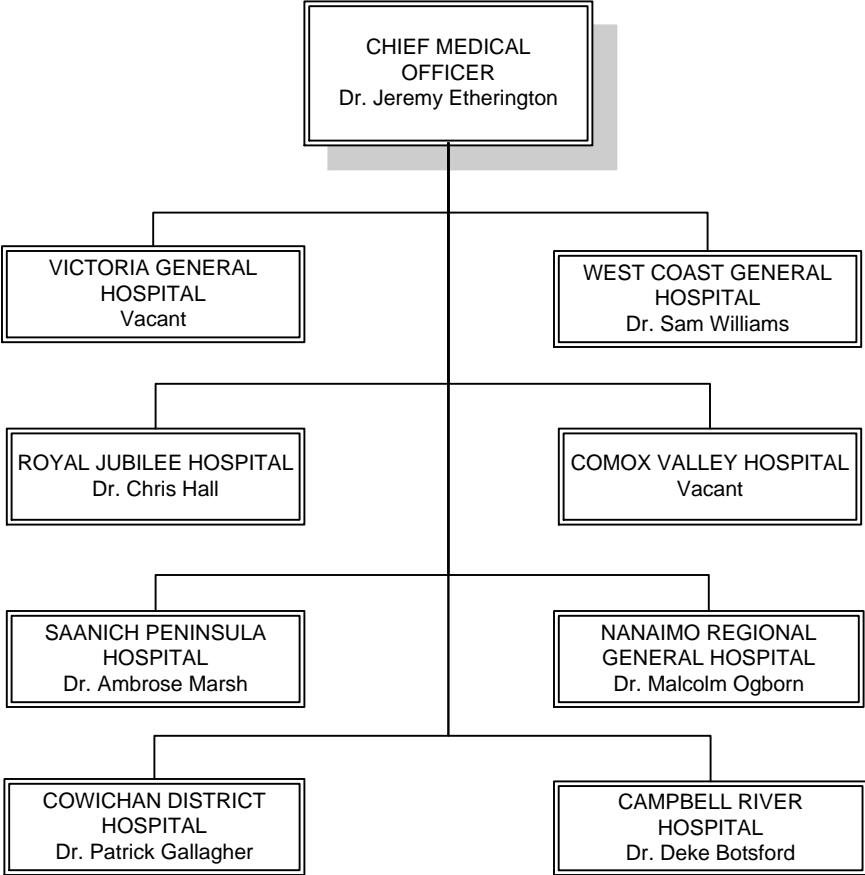 CHIEF MEDICAL
OFFICER
Dr. Jeremy Etherington
VICTORIA GENERAL
HOSPITAL
Vacant
WEST COAST GENERAL
HOSPITAL
Dr. Sam Williams
ROYAL JUBILEE HOSPITAL
Dr. Chris Hall
COMOX VALLEY HOSPITAL
Vacant
SAANICH PENINSULA
HOSPITAL
Dr. Ambrose Marsh
NANAIMO REGIONAL
GENERAL HOSPITAL
Dr. Malcolm Ogborn
COWICHAN DISTRICT
HOSPITAL
Dr. Patrick Gallagher
CAMPBELL RIVER
HOSPITAL
Dr. Deke Botsford